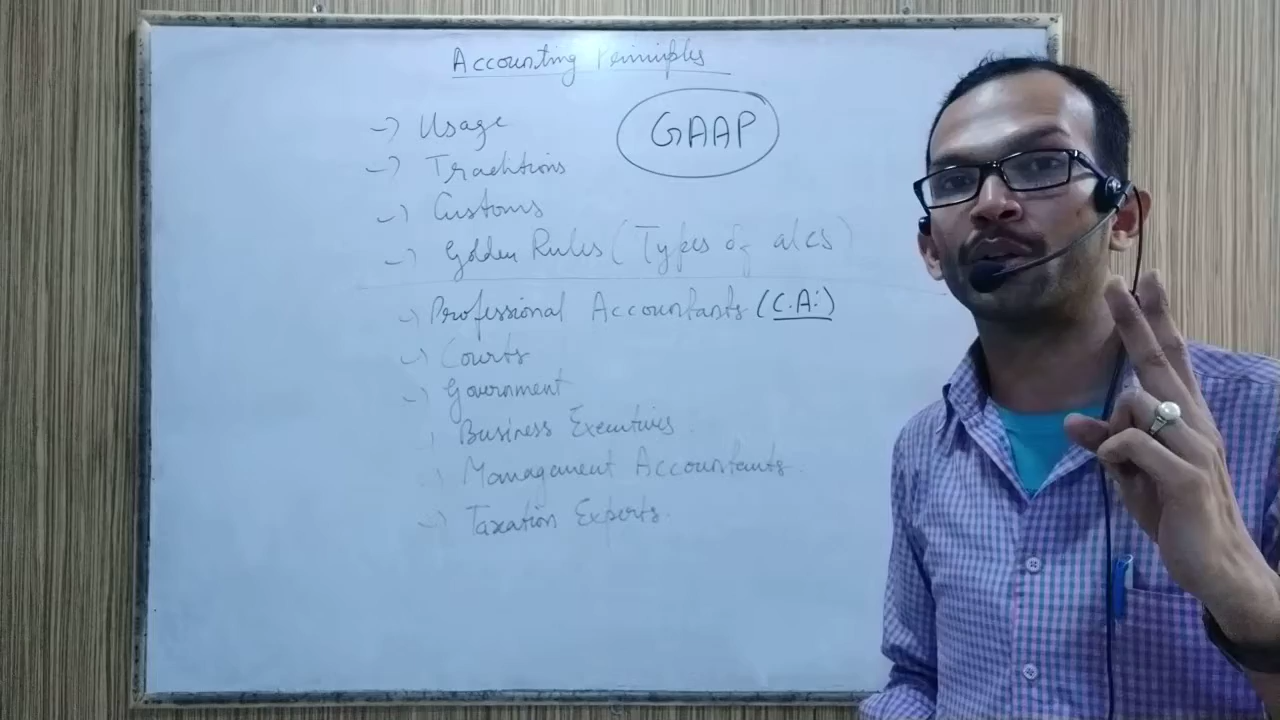 Accounting Principles
GAAP
-) Usage
-) Traditions
-) Customs
-) Golden Rules (Types of a/cs)
-) Professional Accountants (C.A.)
-) Courts
-) Government
-) Business Executives.
-) Management Accountants.
-) Taxation Experts.